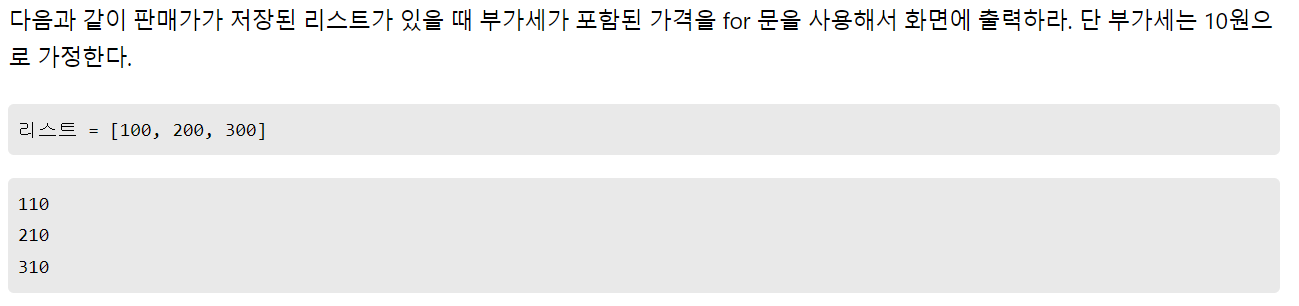 다음과 같이 판매가가 저장된 리스트가 있을 때 부가세가 포함된 가격을 for 문을 사용해서 화면에 출력하라. 단 부가세는 10원으
로 가정한다.
리스트 = [100, 200, 300]
110
210
310